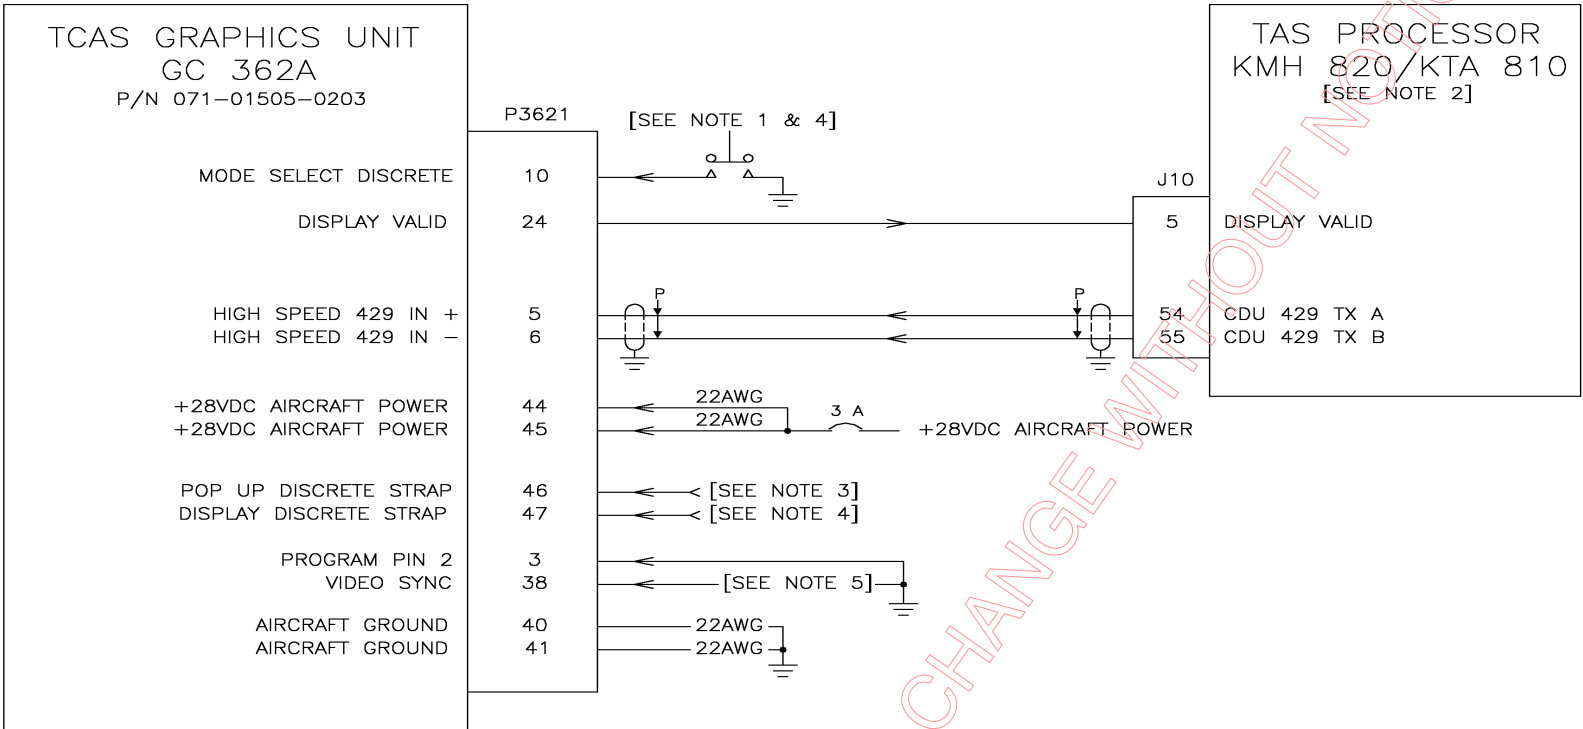 TCAS GRAPHICS UNIT
GC 362A
P/N 071-01505-0203
TAS PROCESSOR
KMH 820/KTA 810
[SEE NOTE 2]
P3621
[SEE NOTE 1 & 4]
MODE SELECT DISCRETE 10
J10
DISPLAY VALID 24 5 DISPLAY VALID
P P
HIGH SPEED 429 IN + 5 54 CDU 429 TX A
HIGH SPEED 429 IN – 6 55 CDU 429 TX B
+28VDC AIRCRAFT POWER 44 22AWG
+28VDC AIRCRAFT POWER 45 22AWG 3 A +28VDC AIRCRAFT POWER
POP UP DISCRETE STRAP 46 [SEE NOTE 3]
DISPLAY DISCRETE STRAP 47 [SEE NOTE 4]
PROGRAM PIN 2 3
VIDEO SYNC 38 [SEE NOTE 5]
AIRCRAFT GROUND 40 22AWG
AIRCRAFT GROUND 41 22AWG
CHANGE WITHOUT